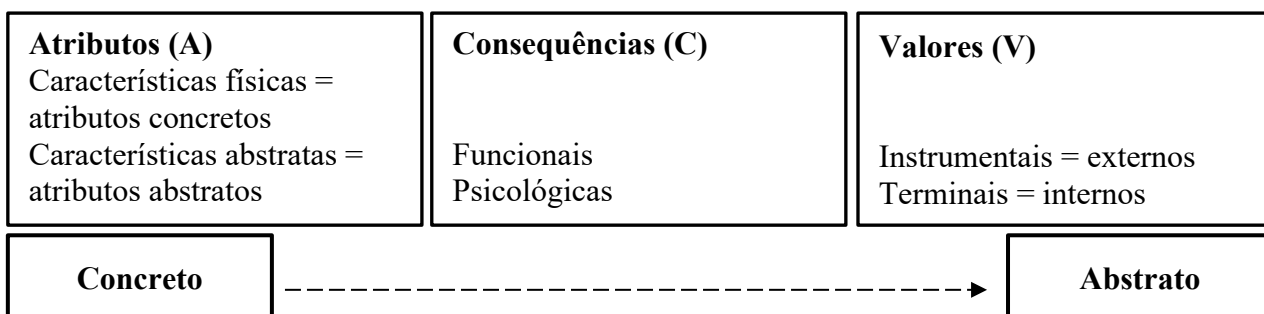 Atributos (A)
Características físicas =
atributos concretos
Características abstratas =
atributos abstratos
Consequências (C)
Funcionais
Psicológicas
Valores (V)
Instrumentais = externos
Terminais = internos
Concreto
Abstrato